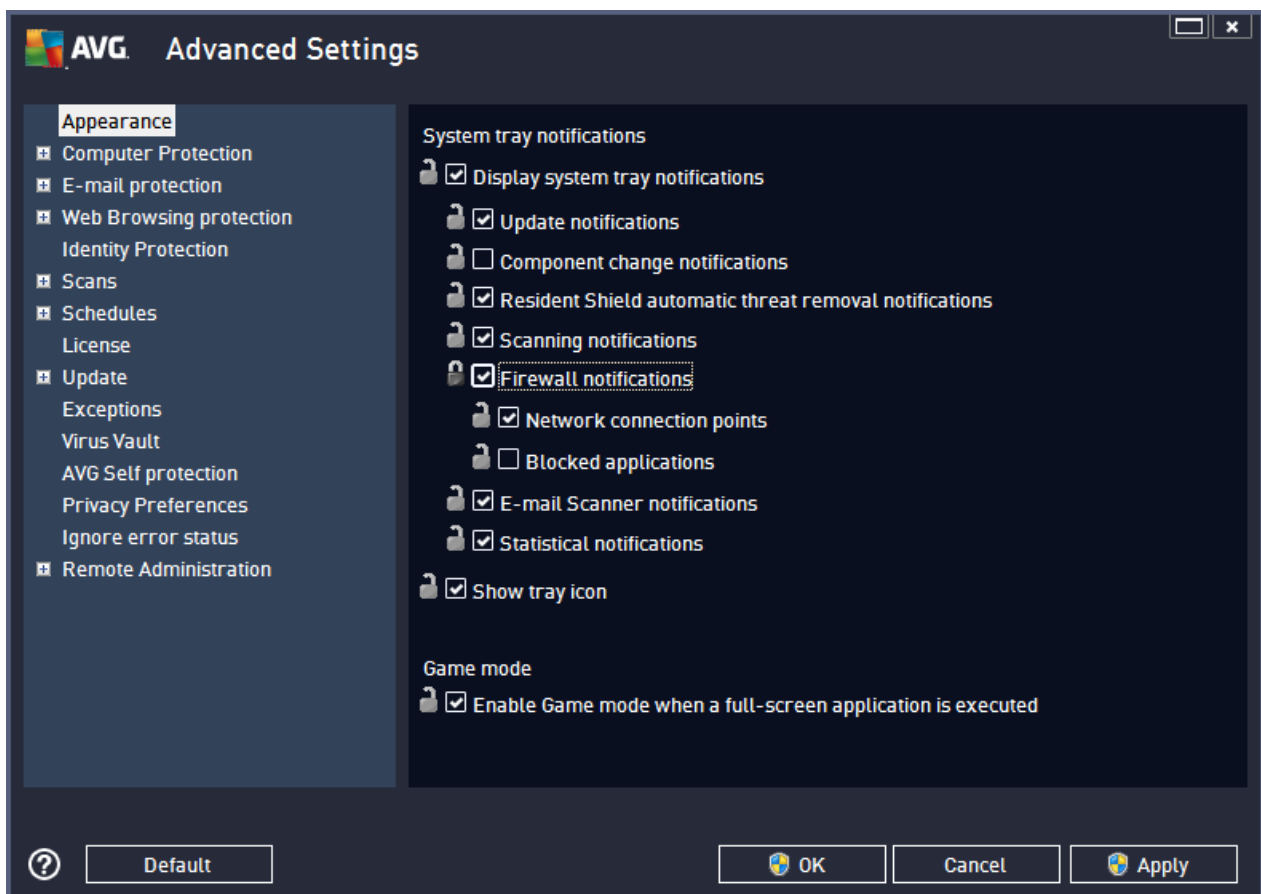 AVG. Advanced Settings
Appearance
Computer Protection
E-mail protection
Web Browsing protection
Identity Protection
Scans
Schedules
License
Update
Exceptions
Virus Vault
AVG Self protection
Privacy Preferences
Ignore error status
Remote Administration
System tray notifications
Display system tray notifications
Update notifications
Component change notifications
Resident Shield automatic threat removal notifications
Scanning notifications
Firewall notifications
Network connection points
Blocked applications
E-mail Scanner notifications
Statistical notifications
Show tray icon
Game mode
Enable Game mode when a full-screen application is executed
? Default OK Cancel Apply